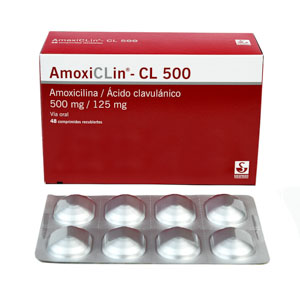 AmoxiCLin®- CL 500
Amoxicilina / Ácido clavulánico
500 mg / 125 mg
Vía oral
48 comprimidos recubiertos